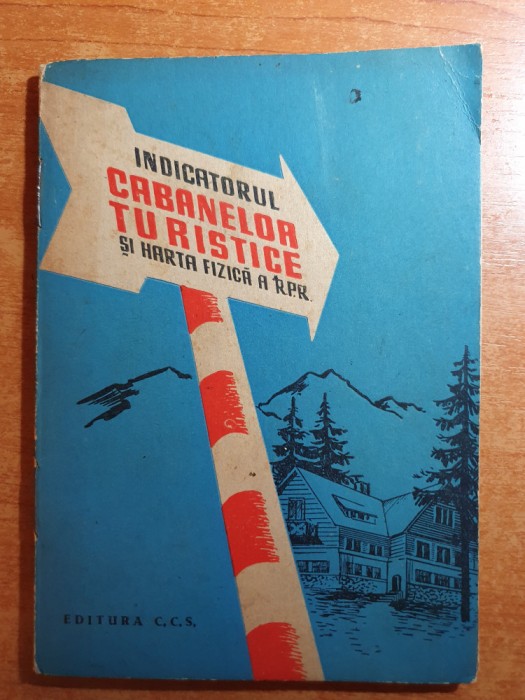 INDICATORUL
CABANELOR
TURISTICE
ȘI HARTA FIZICĂ A R.P.R.
EDITURA C.C.S.